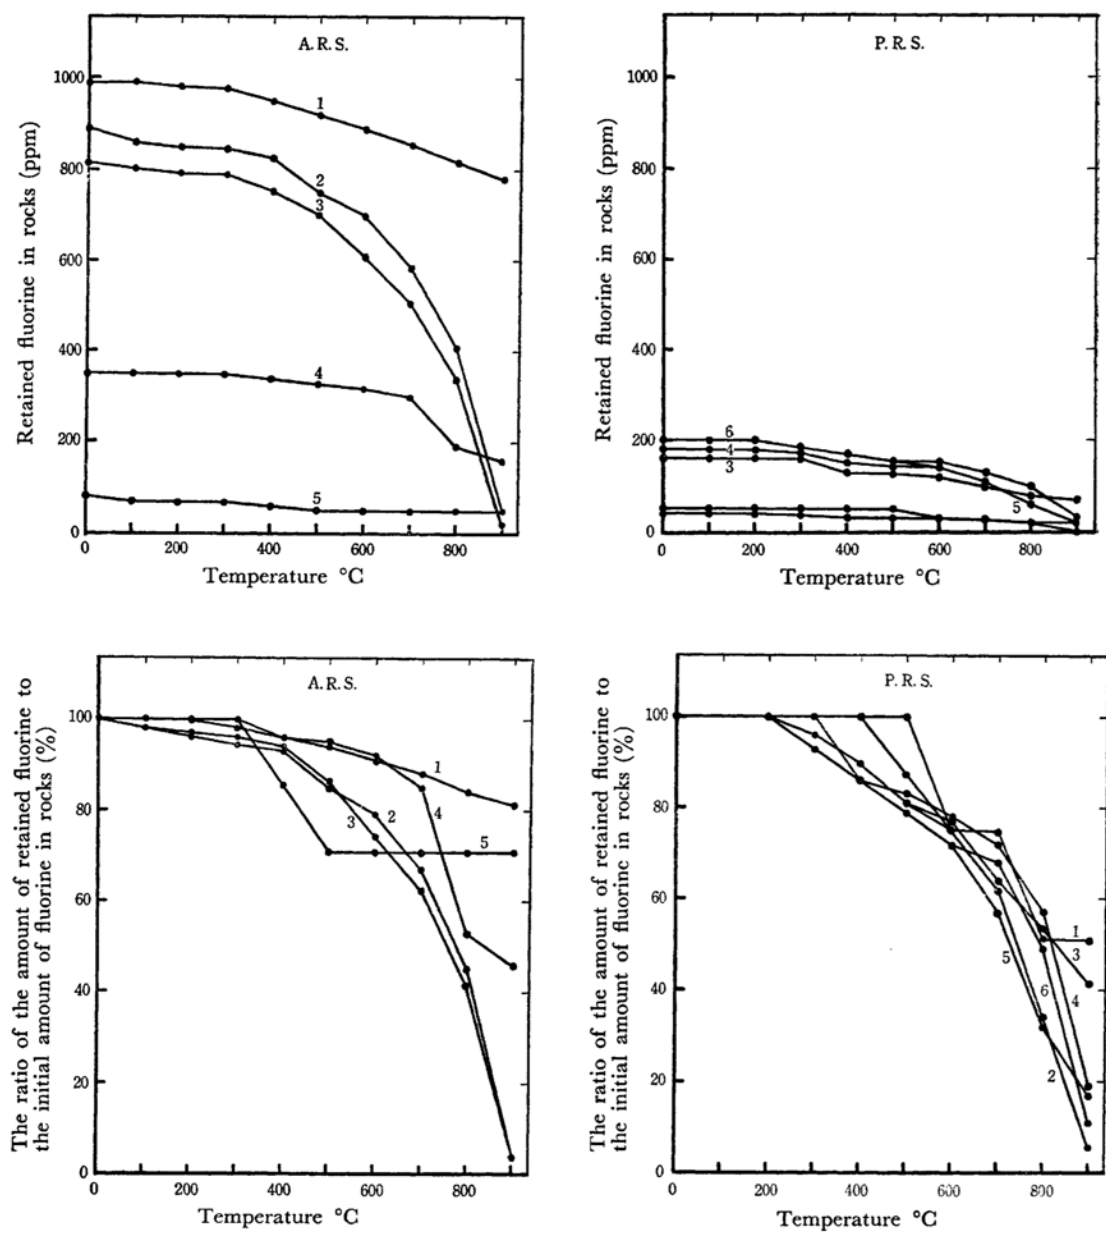 A.R.S.
Retained fluorine in rocks (ppm)
1000
800
600
400
200
0
1
2
3
4
5
0 200 400 600 800
Temperature °C
P.R.S.
Retained fluorine in rocks (ppm)
1000
800
600
400
200
0
6
4
3
5
0 200 400 600 800
Temperature °C
A.R.S.
The ratio of the amount of retained fluorine to
the initial amount of fluorine in rocks (%)
100
80
60
40
20
0
1
2
3
4
5
0 200 400 600 800
Temperature °C
P.R.S.
The ratio of the amount of retained fluorine to
the initial amount of fluorine in rocks (%)
100
80
60
40
20
0
1
3
5
6
4
2
0 200 400 600 800
Temperature °C